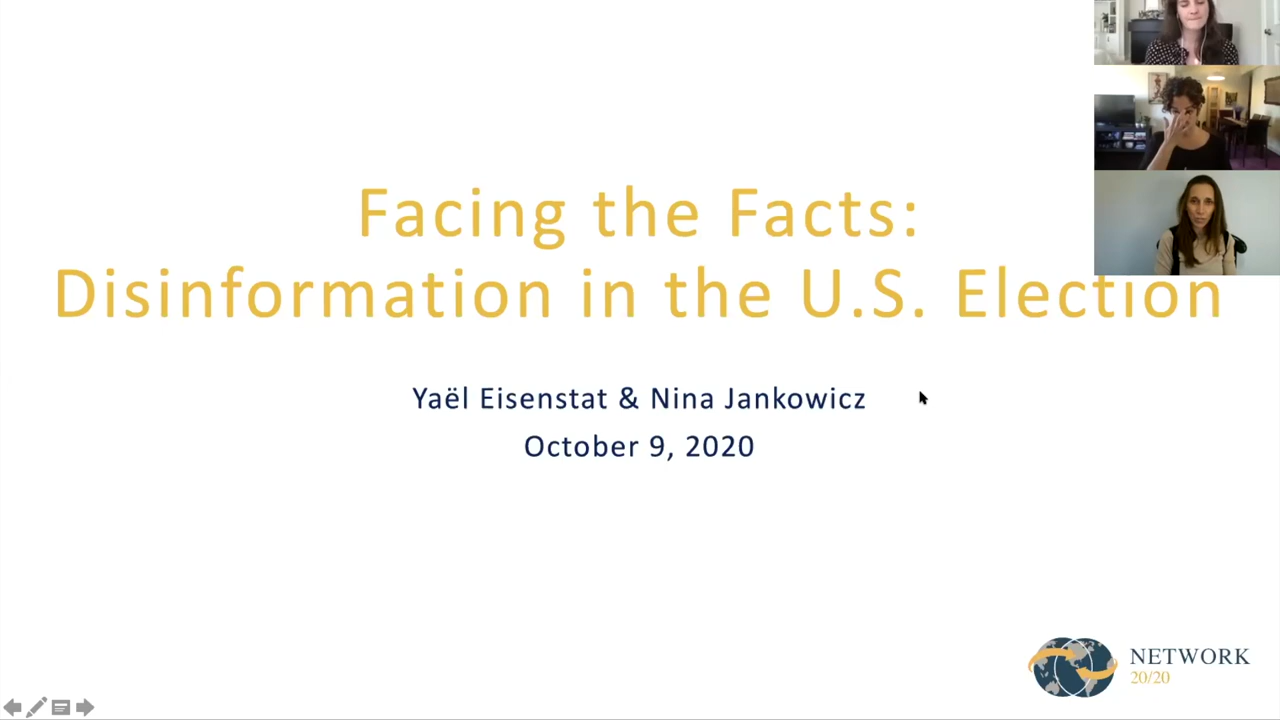 Facing the Facts:
Disinformation in the U.S. Election
Yaël Eisenstat & Nina Jankowicz
October 9, 2020
NETWORK
20/20